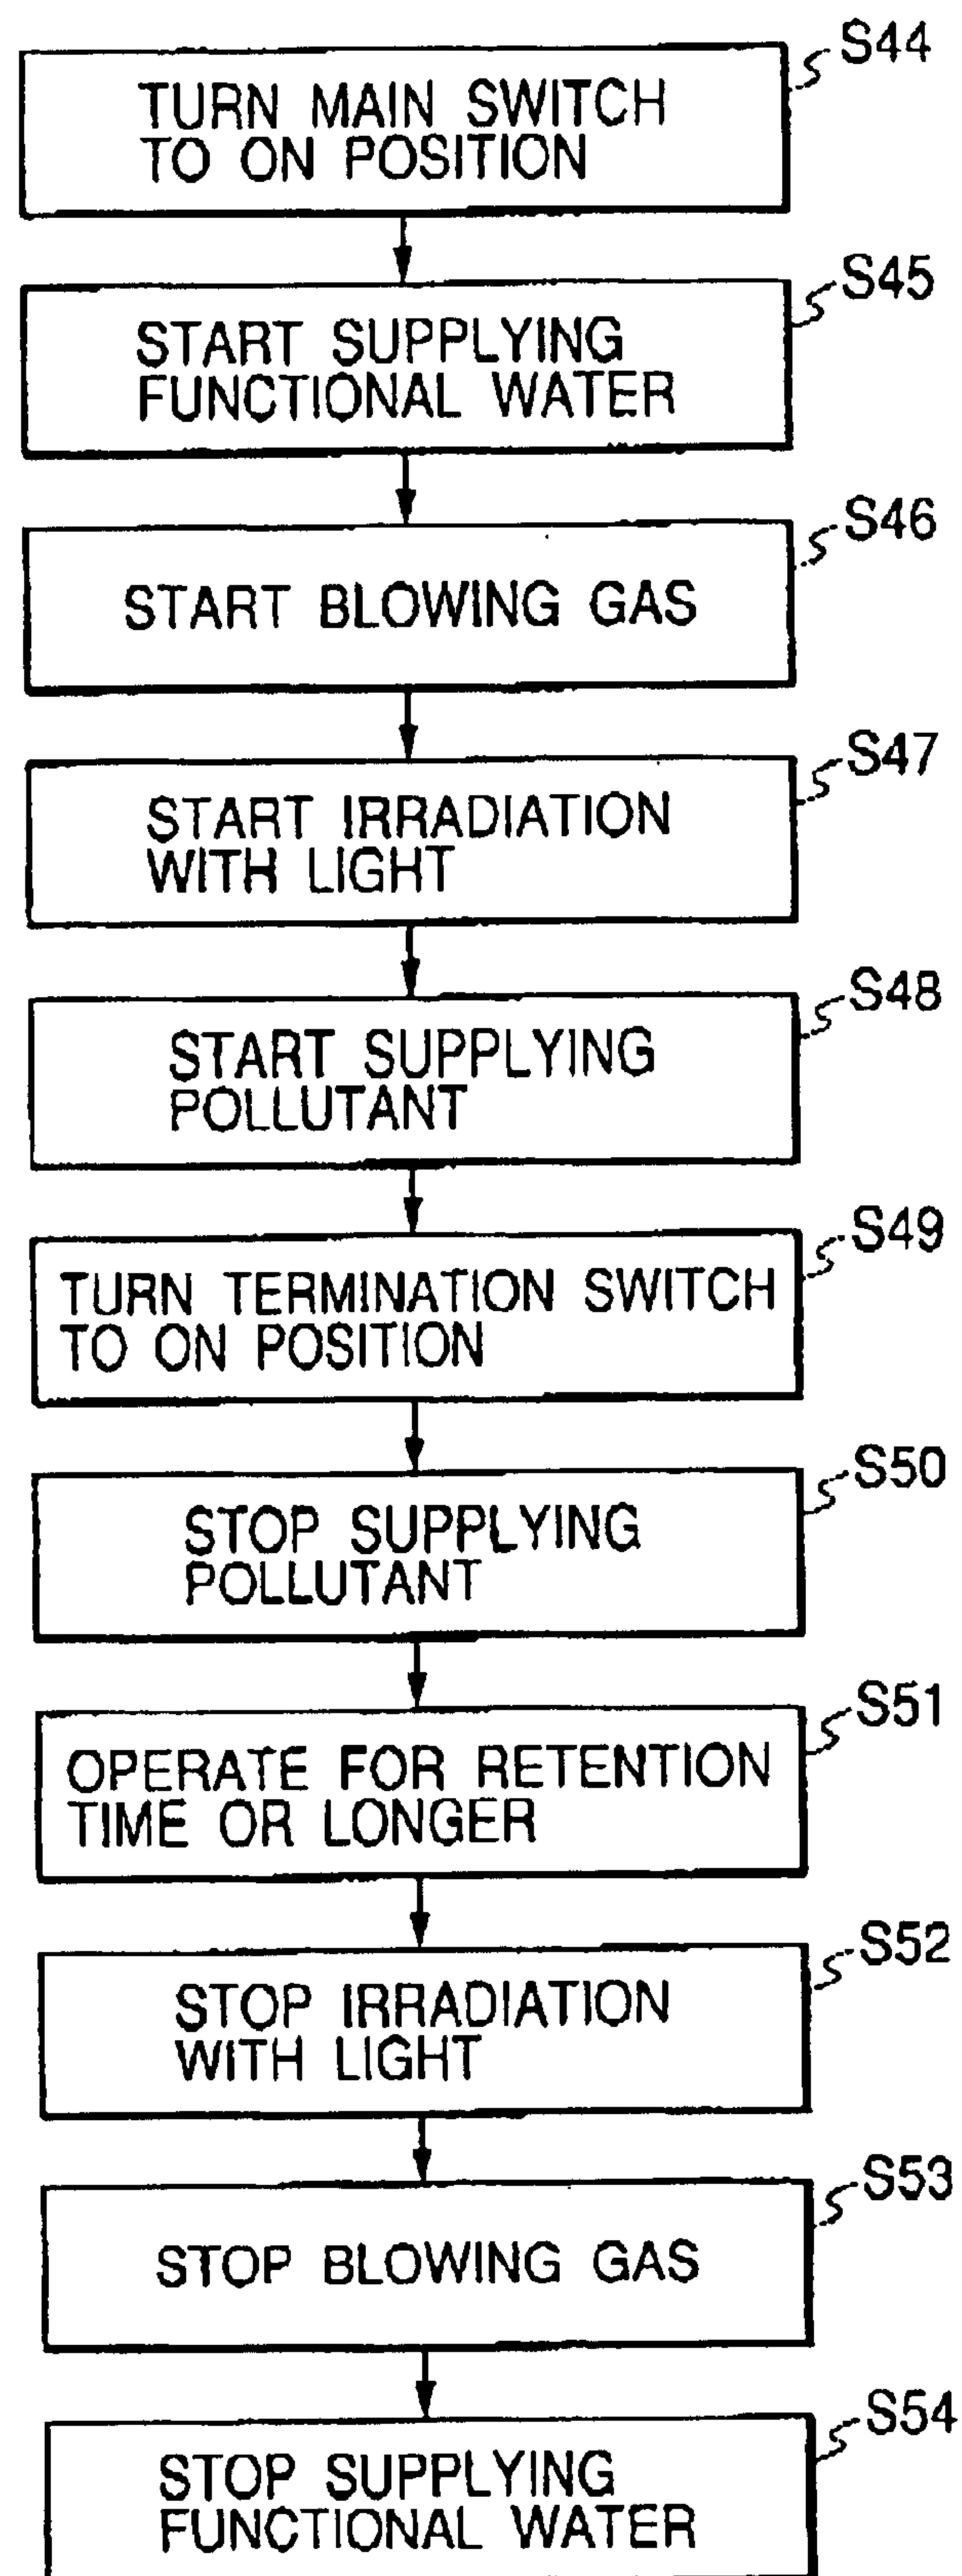 S44
TURN MAIN SWITCH
TO ON POSITION
S45
START SUPPLYING
FUNCTIONAL WATER
S46
START BLOWING GAS
S47
START IRRADIATION
WITH LIGHT
S48
START SUPPLYING
POLLUTANT
S49
TURN TERMINATION SWITCH
TO ON POSITION
S50
STOP SUPPLYING
POLLUTANT
S51
OPERATE FOR RETENTION
TIME OR LONGER
S52
STOP IRRADIATION
WITH LIGHT
S53
STOP BLOWING GAS
S54
STOP SUPPLYING
FUNCTIONAL WATER